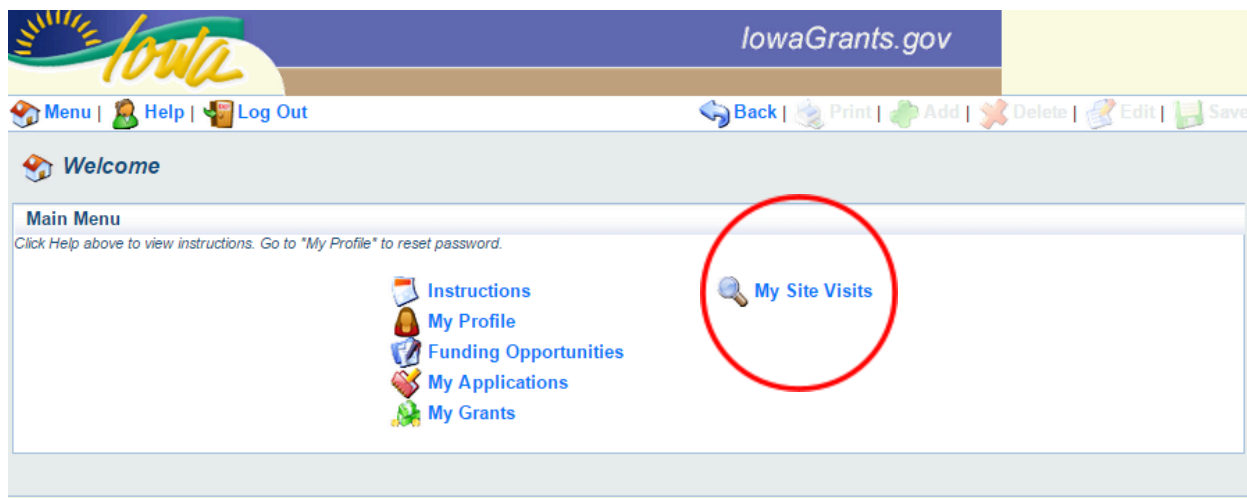 Iowa
IowaGrants.gov
Menu | Help | Log Out
Back | Print | Add | Delete | Edit | Save
Welcome
Main Menu
Click Help above to view instructions. Go to "My Profile" to reset password.
Instructions
My Profile
Funding Opportunities
My Applications
My Grants
My Site Visits